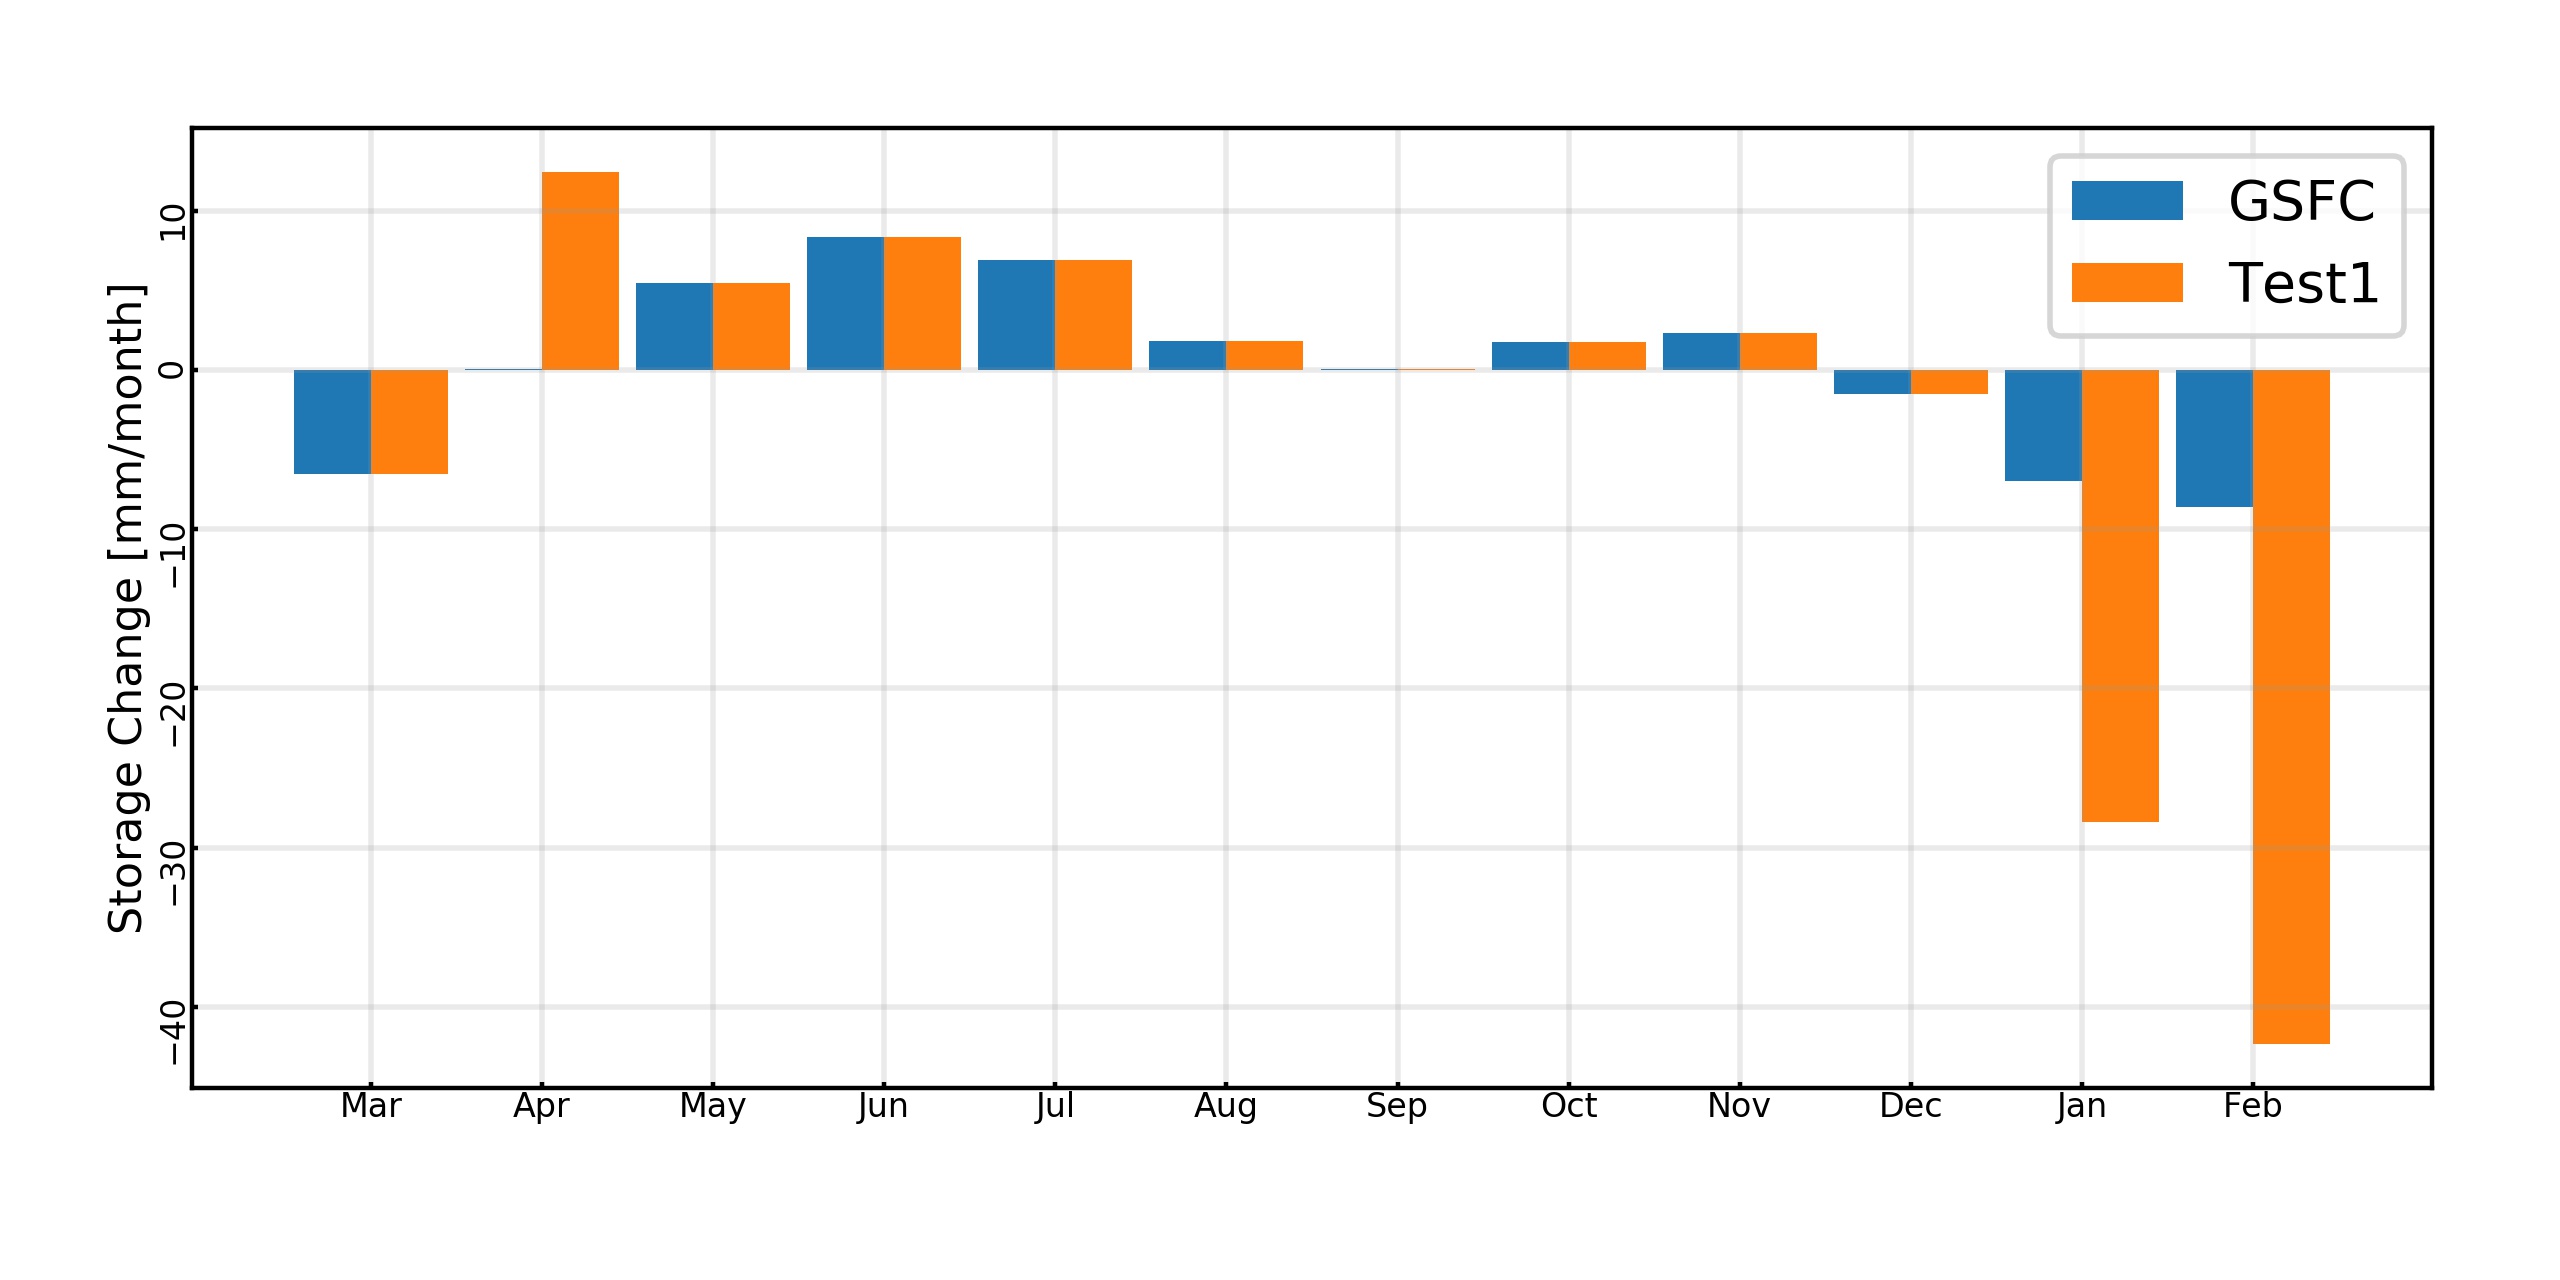 GSFC
Test1
Storage Change [mm/month]
10
0
−10
−20
−30
−40
Mar Apr May Jun Jul Aug Sep Oct Nov Dec Jan Feb